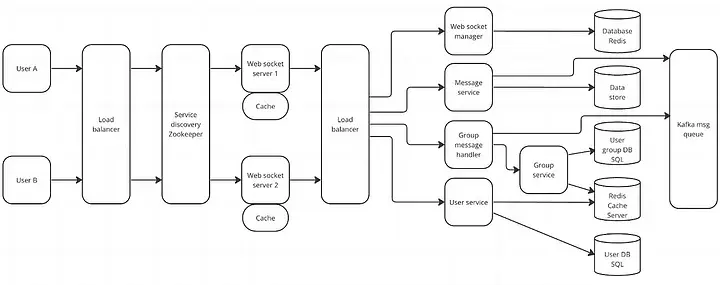 User A
User B
Load
balancer
Service
discovery
Zookeeper
Web socket
server 1
Cache
Web socket
server 2
Cache
Load
balancer
Web socket
manager
Message
service
Group
message
handler
Group
service
User service
Database
Redis
Data
store
User
group DB
SQL
Redis
Cache
Server
User DB
SQL
Kafka msg
queue